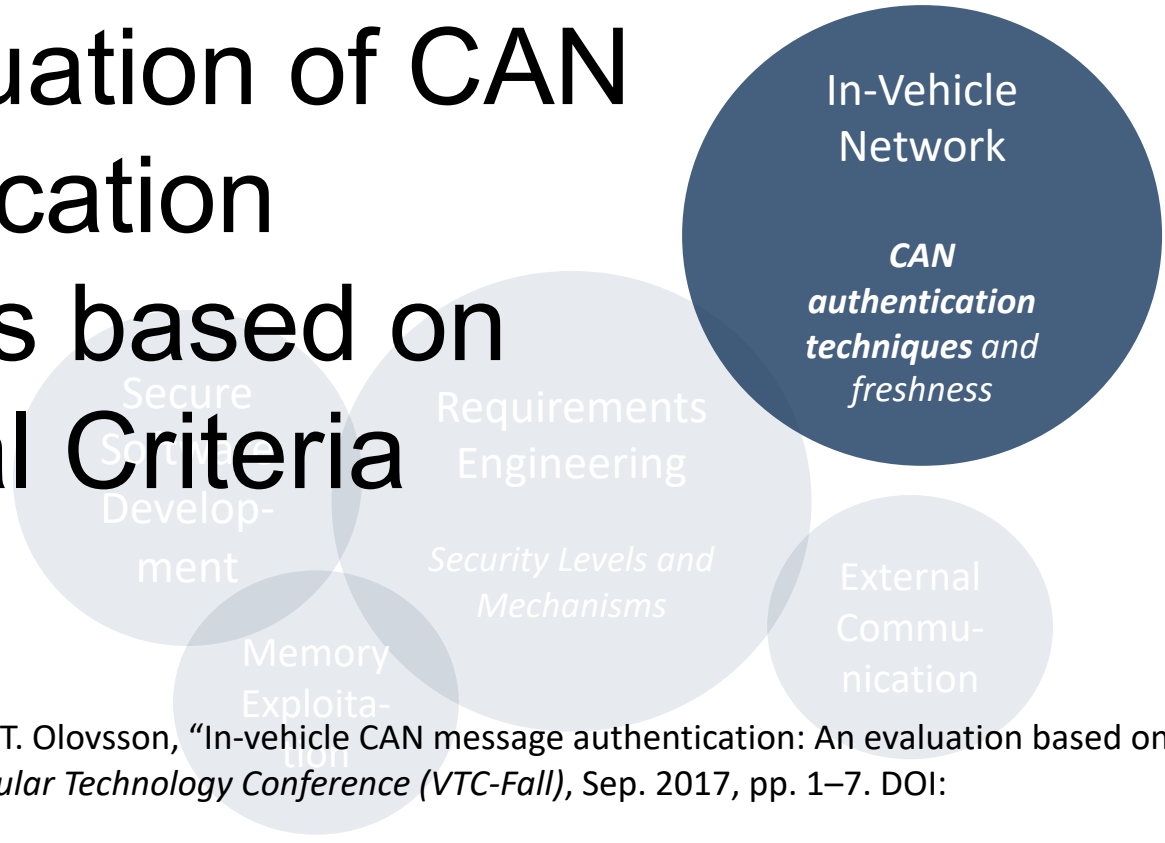 uation of CAN
cation
s based on
al Criteria
In-Vehicle
Network
CAN
authentication
techniques and
freshness
Secure
Software
Develop-
ment
Requirements
Engineering
Security Levels and
Mechanisms
Memory
Exploita-
tion
External
Commu-
nication
T. Olovsson, “In-vehicle CAN message authentication: An evaluation based on
ular Technology Conference (VTC-Fall), Sep. 2017, pp. 1–7. DOI: